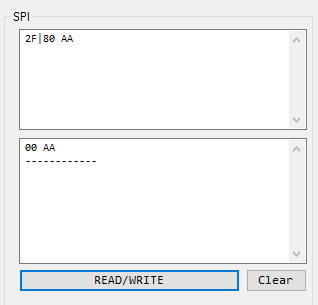 SPI
2F|80 AA
00 AA
------------
READ/WRITE
Clear